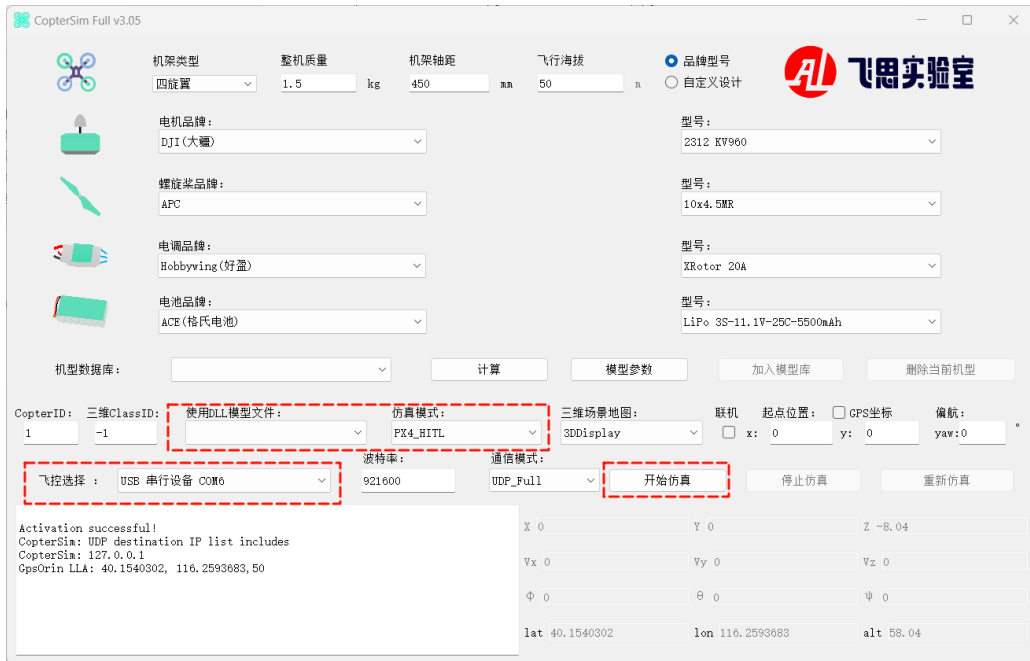 CopterSim Full v3.05
机架类型 整机质量 机架轴距 飞行海拔 品牌型号
四旋翼 1.5 kg 450 mm 50 m 自定义设计
飞思实验室
电机品牌： 型号：
DJI(大疆) 2312 KV960
螺旋桨品牌： 型号：
APC 10x4.5MR
电调品牌： 型号：
Hobbywing(好盈) XRotor 20A
电池品牌： 型号：
ACE(格氏电池) LiPo 3S-11.1V-25C-5500mAh
机型数据库： 计算 模型参数 加入模型库 删除当前机型
CopterID: 三维ClassID: 使用DLL模型文件: 仿真模式: 三维场景地图: 联机 起点位置: GPS坐标 偏航:
1 -1 PX4_HITL 3DDisplay x: 0 y: 0 yaw:0 °
波特率: 通信模式:
飞控选择 : USB 串行设备 COM6 921600 UDP_Full 开始仿真 停止仿真 重新仿真
Activation successful!
CopterSim: UDP destination IP list includes
CopterSim: 127.0.0.1
GpsOrin LLA: 40.1540302, 116.2593683,50
X 0 Y 0 Z -8.04
Vx 0 Vy 0 Vz 0
Φ 0 θ 0 ψ 0
lat 40.1540302 lon 116.2593683 alt 58.04